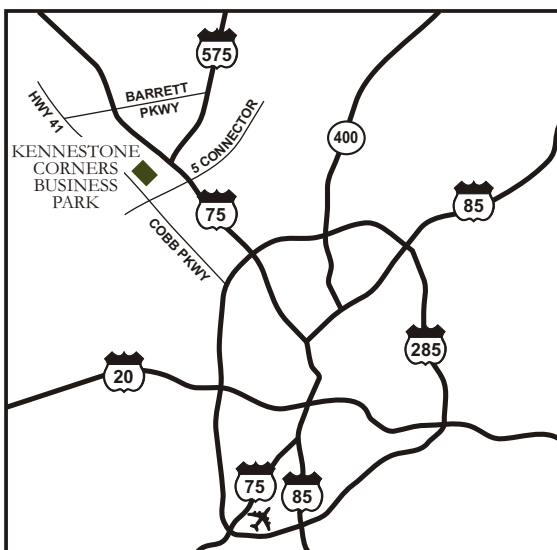 575
BARRETT
PKWY
HWY 41
5 CONNECTOR
400
KENNESTONE
CORNERS
BUSINESS
PARK
75
85
COBB PKWY
285
20
75
85